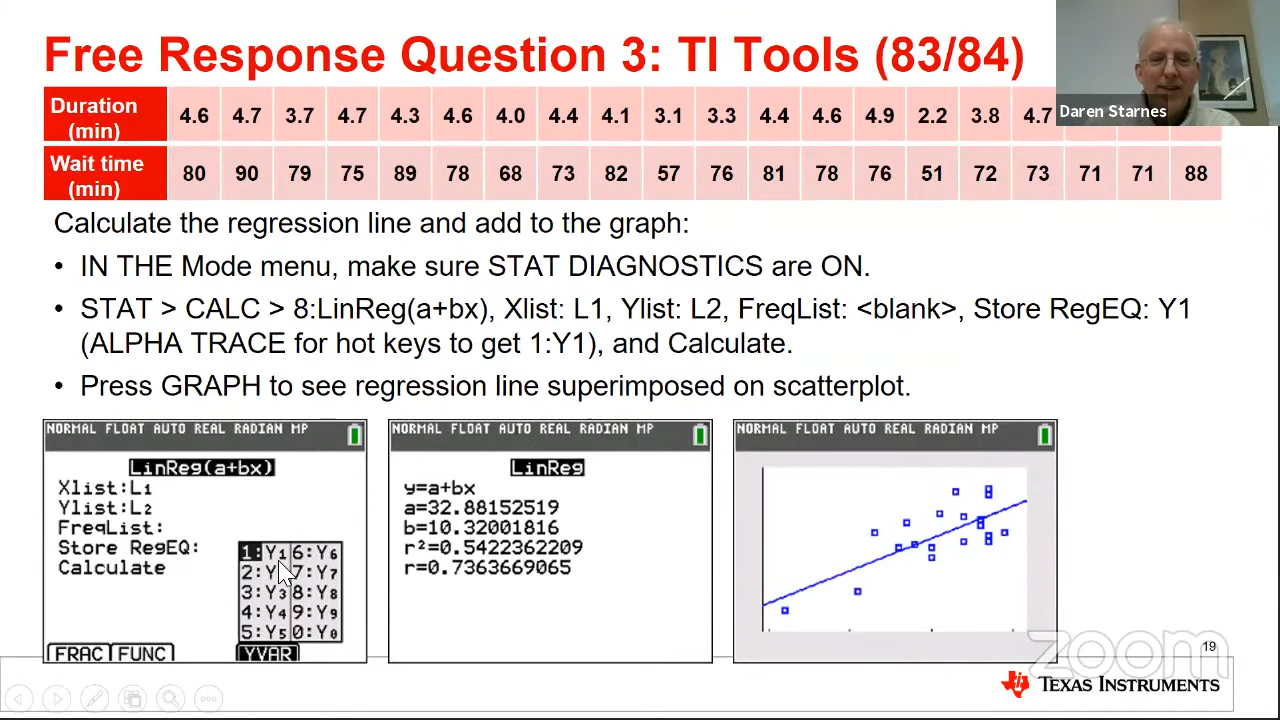 Free Response Question 3: TI Tools (83/84)
Daren Starnes
Duration (min) 4.6 4.7 3.7 4.7 4.3 4.6 4.0 4.4 4.1 3.1 3.3 4.4 4.6 4.9 2.2 3.8 4.7
Wait time (min) 80 90 79 75 89 78 68 73 82 57 76 81 78 76 51 72 73 71 71 88
Calculate the regression line and add to the graph:
• IN THE Mode menu, make sure STAT DIAGNOSTICS are ON.
• STAT > CALC > 8:LinReg(a+bx), Xlist: L1, Ylist: L2, FreqList: <blank>, Store RegEQ: Y1
(ALPHA TRACE for hot keys to get 1:Y1), and Calculate.
• Press GRAPH to see regression line superimposed on scatterplot.
NORMAL FLOAT AUTO REAL RADIAN MP
LinReg(a+bx)
Xlist:L1
Ylist:L2
FreqList:
Store RegEQ:
Calculate
1:Y1 6:Y6
2:Y 7:Y7
3:Y3 8:Y8
4:Y4 9:Y9
5:Y5 0:Y0
FRAC FUNC YVAR
NORMAL FLOAT AUTO REAL RADIAN MP
LinReg
y=a+bx
a=32.88152519
b=10.32001816
r²=0.5422362209
r=0.7363669065
NORMAL FLOAT AUTO REAL RADIAN MP
zoom
19
TEXAS INSTRUMENTS